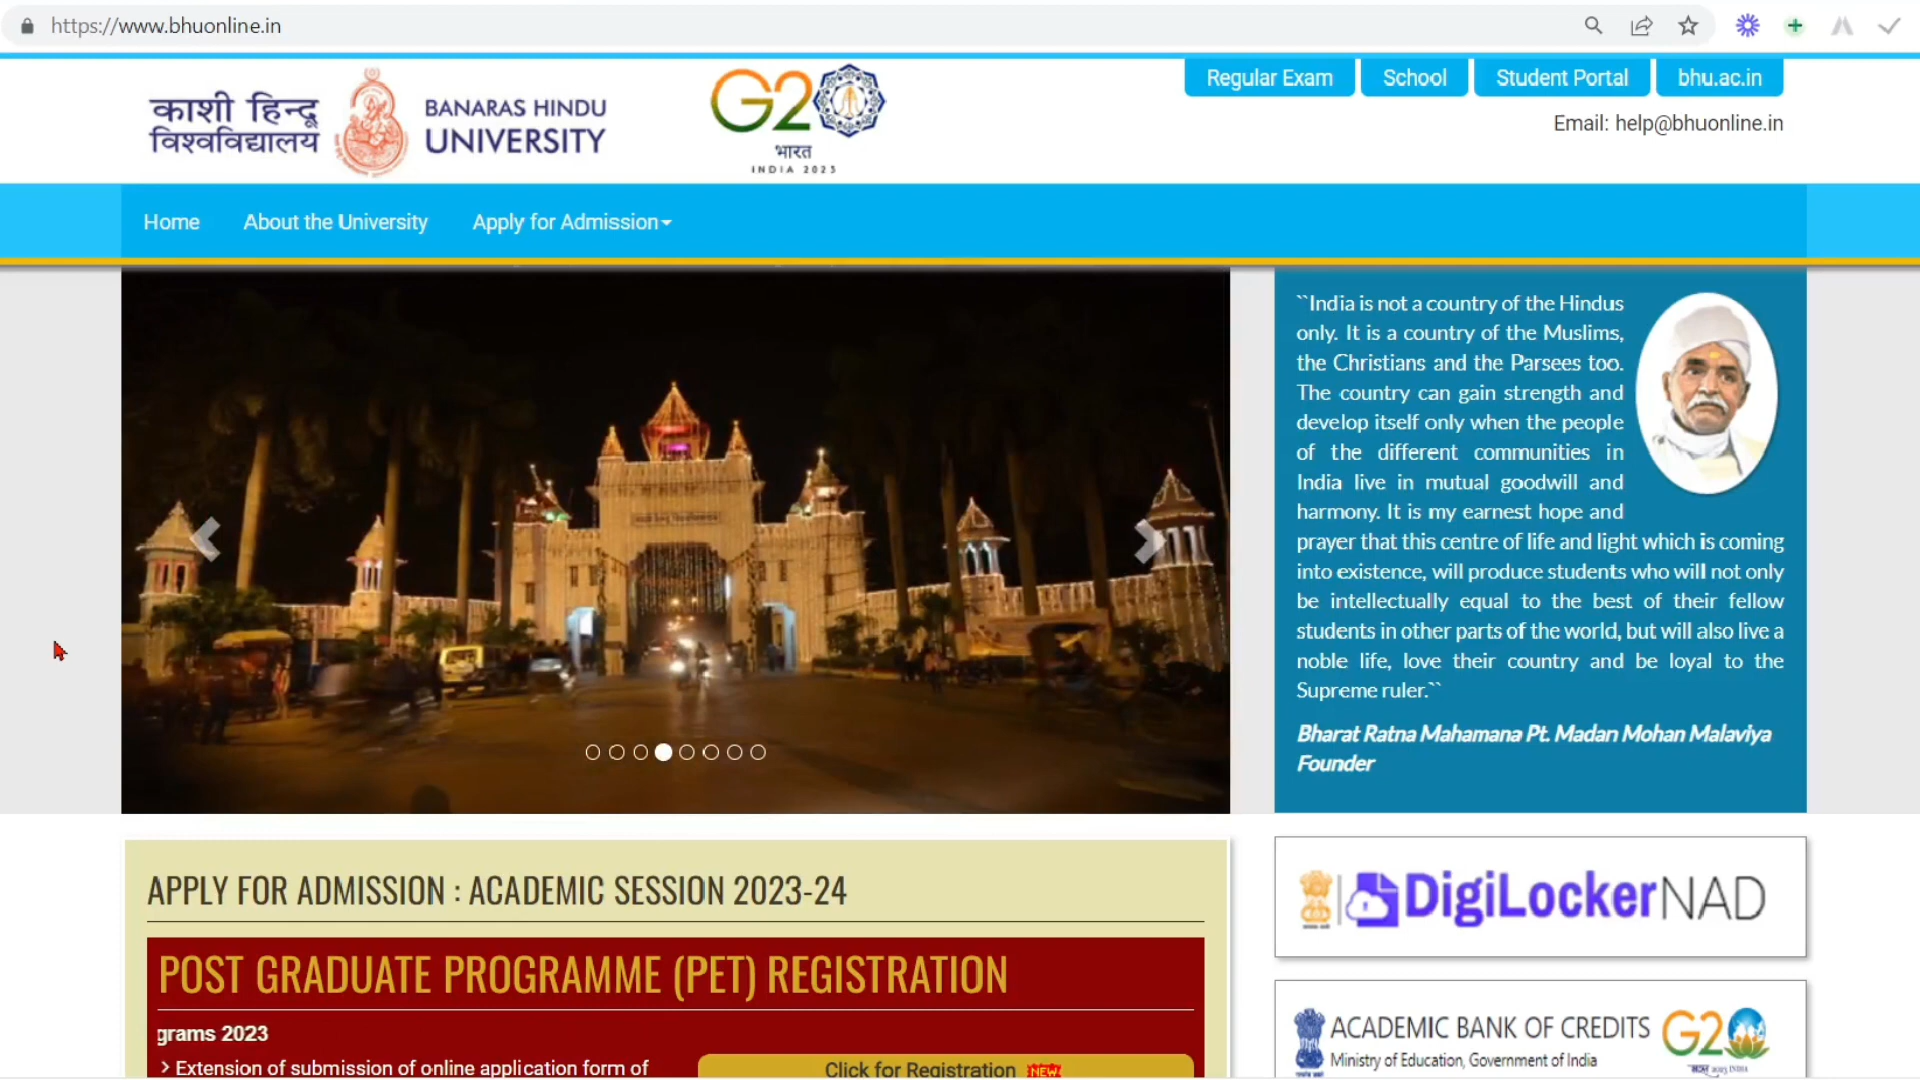 https://www.bhuonline.in
Regular Exam
School
Student Portal
bhu.ac.in
काशी हिन्दू
विश्वविद्यालय
BANARAS HINDU
UNIVERSITY
G2
भारत
INDIA 2023
Email: help@bhuonline.in
Home
About the University
Apply for Admission
``India is not a country of the Hindus
only. It is a country of the Muslims,
the Christians and the Parsees too.
The country can gain strength and
develop itself only when the people
of the different communities in
India live in mutual goodwill and
harmony. It is my earnest hope and
prayer that this centre of life and light which is coming
into existence, will produce students who will not only
be intellectually equal to the best of their fellow
students in other parts of the world, but will also live a
noble life, love their country and be loyal to the
Supreme ruler.``
Bharat Ratna Mahamana Pt. Madan Mohan Malaviya
Founder
APPLY FOR ADMISSION : ACADEMIC SESSION 2023-24
POST GRADUATE PROGRAMME (PET) REGISTRATION
grams 2023
> Extension of submission of online application form of
Click for Registration NEW
DigiLocker NAD
ACADEMIC BANK OF CREDITS
Ministry of Education, Government of India
G2